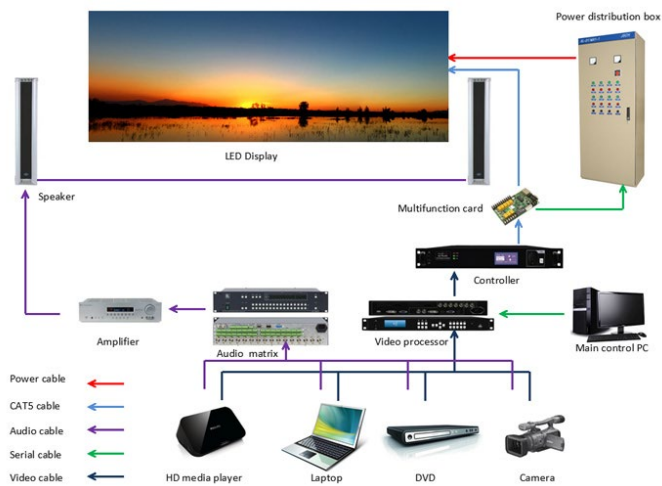 Power distribution box
LED Display
Speaker
Multifunction card
Controller
Amplifier
Audio matrix
Video processor
Main control PC
Power cable
CAT5 cable
Audio cable
Serial cable
Video cable
HD media player
Laptop
DVD
Camera